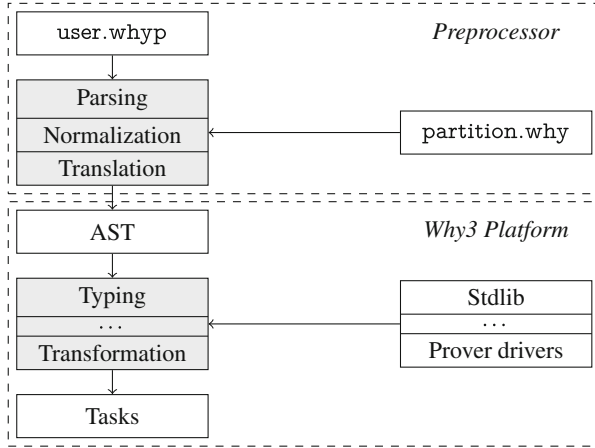 user.whyp
Preprocessor
Parsing
Normalization
Translation
partition.why
AST
Why3 Platform
Typing
...
Transformation
Stdlib
...
Prover drivers
Tasks